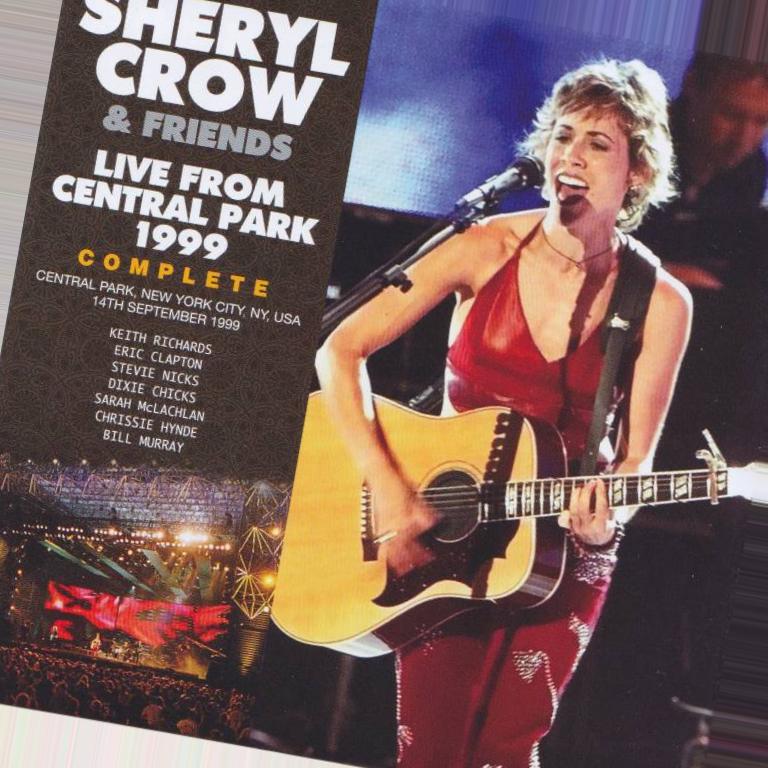 SHERYL
CROW
& FRIENDS
LIVE FROM
CENTRAL PARK
1999
COMPLETE
CENTRAL PARK, NEW YORK CITY, NY, USA
14TH SEPTEMBER 1999
KEITH RICHARDS
ERIC CLAPTON
STEVIE NICKS
DIXIE CHICKS
SARAH McLACHLAN
CHRISSIE HYNDE
BILL MURRAY